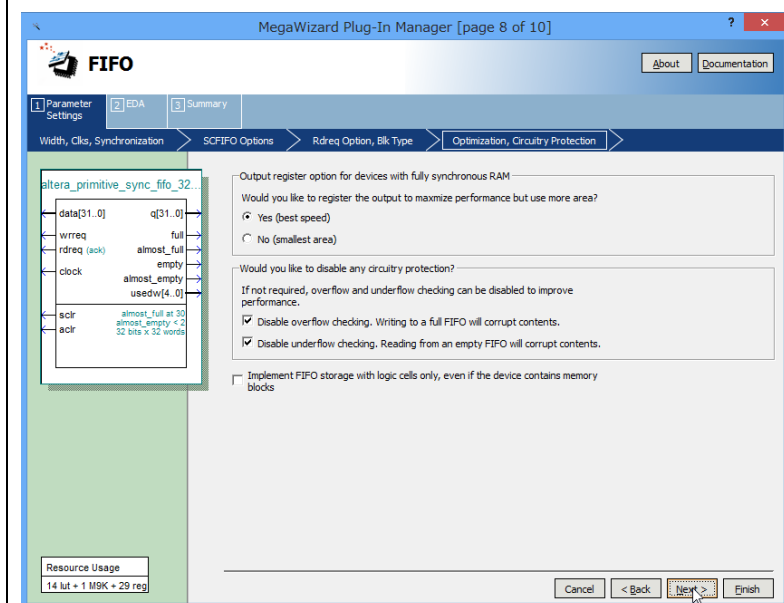 MegaWizard Plug-In Manager [page 8 of 10]
? ×
FIFO
About
Documentation
1 Parameter Settings
2 EDA
3 Summary
Width, Clks, Synchronization
SCFIFO Options
Rdreq Option, Blk Type
Optimization, Circuitry Protection
altera_primitive_sync_fifo_32...
data[31..0] q[31..0]
wrreq full
rdreq (ack) almost_full
empty
clock almost_empty
usedw[4..0]
sclr almost_full at 30
almost_empty < 2
aclr 32 bits x 32 words
Output register option for devices with fully synchronous RAM
Would you like to register the output to maxmize performance but use more area?
Yes (best speed)
No (smallest area)
Would you like to disable any circuitry protection?
If not required, overflow and underflow checking can be disabled to improve
performance.
Disable overflow checking. Writing to a full FIFO will corrupt contents.
Disable underflow checking. Reading from an empty FIFO will corrupt contents.
Implement FIFO storage with logic cells only, even if the device contains memory
blocks
Resource Usage
14 lut + 1 M9K + 29 reg
Cancel
< Back
Next >
Finish